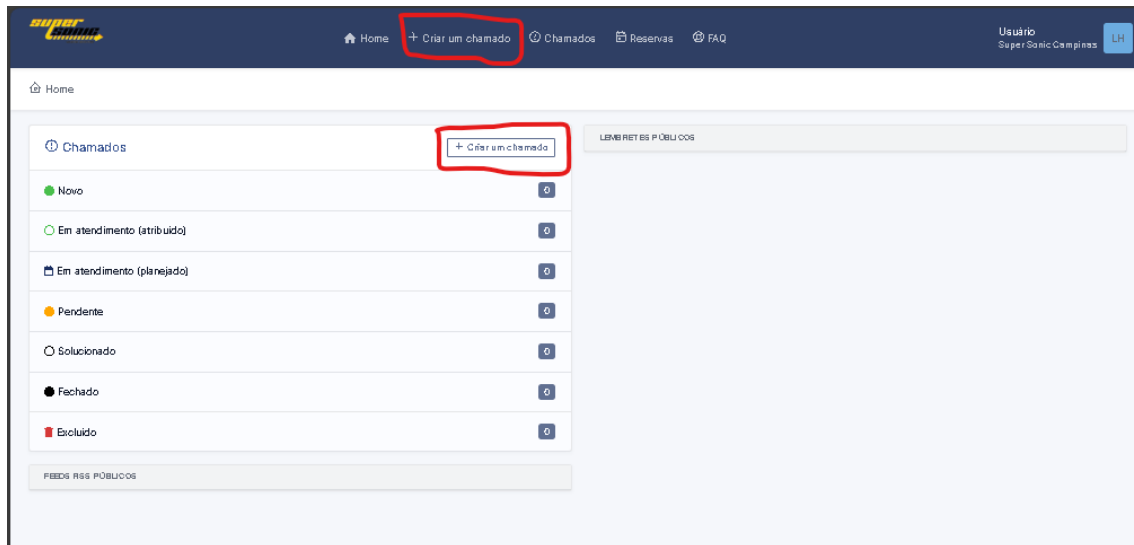 super sonic
Home
+ Criar um chamado
Chamados
Reservas
FAQ
Usuário
Super Sonic Campinas
LH
Home
Chamados
+ Criar um chamado
Novo 0
Em atendimento (atribuído) 0
Em atendimento (planejado) 0
Pendente 0
Solucionado 0
Fechado 0
Excluído 0
FEEDS RSS PÚBLICOS
LEMBRETES PÚBLICOS